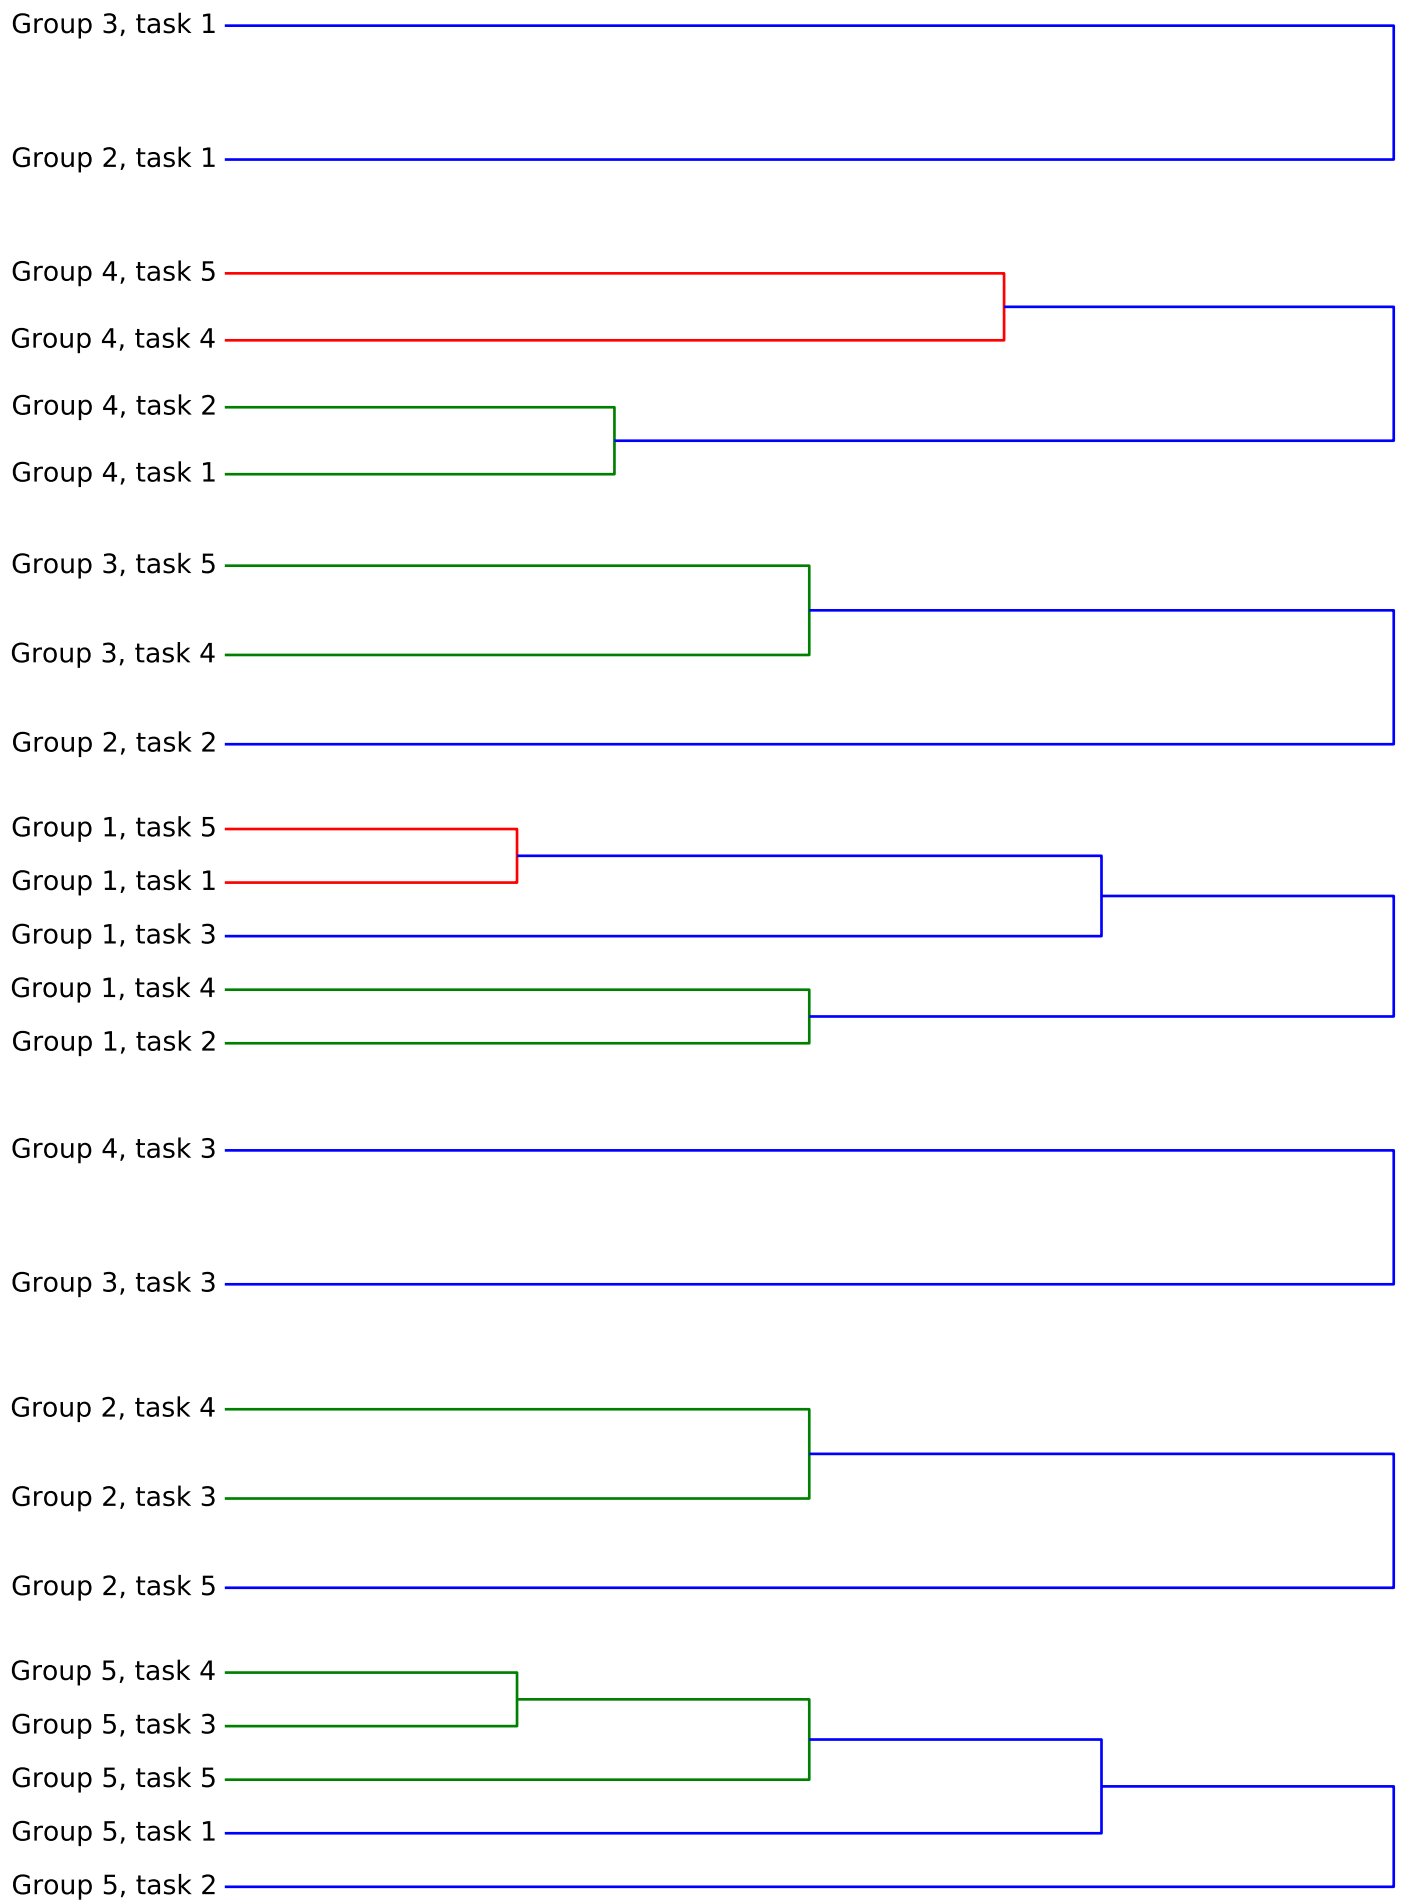 Group 3, task 1
Group 2, task 1
Group 4, task 5
Group 4, task 4
Group 4, task 2
Group 4, task 1
Group 3, task 5
Group 3, task 4
Group 2, task 2
Group 1, task 5
Group 1, task 1
Group 1, task 3
Group 1, task 4
Group 1, task 2
Group 4, task 3
Group 3, task 3
Group 2, task 4
Group 2, task 3
Group 2, task 5
Group 5, task 4
Group 5, task 3
Group 5, task 5
Group 5, task 1
Group 5, task 2